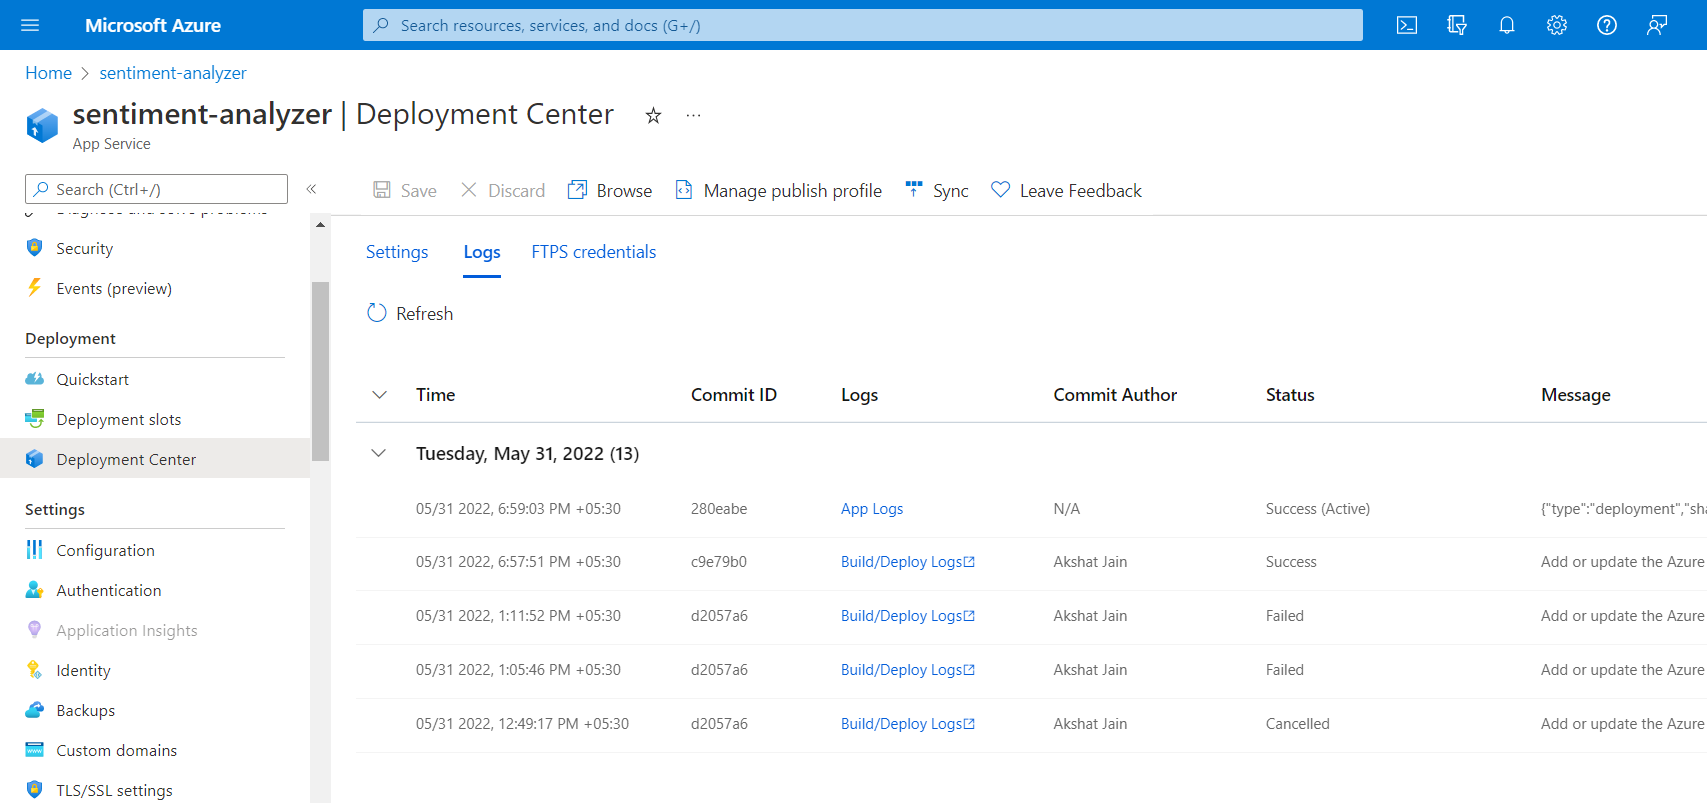 Microsoft Azure
Search resources, services, and docs (G+/)
Home > sentiment-analyzer
sentiment-analyzer | Deployment Center ...
App Service
Search (Ctrl+/)
«
Save Discard Browse Manage publish profile Sync Leave Feedback
Diagnose and solve problems
Security
Events (preview)
Deployment
Quickstart
Deployment slots
Deployment Center
Settings
Configuration
Authentication
Application Insights
Identity
Backups
Custom domains
TLS/SSL settings
Settings Logs FTPS credentials
Refresh
Time Commit ID Logs Commit Author Status Message
Tuesday, May 31, 2022 (13)
05/31 2022, 6:59:03 PM +05:30 280eabe App Logs N/A Success (Active) {"type":"deployment","sha
05/31 2022, 6:57:51 PM +05:30 c9e79b0 Build/Deploy Logs Akshat Jain Success Add or update the Azure
05/31 2022, 1:11:52 PM +05:30 d2057a6 Build/Deploy Logs Akshat Jain Failed Add or update the Azure
05/31 2022, 1:05:46 PM +05:30 d2057a6 Build/Deploy Logs Akshat Jain Failed Add or update the Azure
05/31 2022, 12:49:17 PM +05:30 d2057a6 Build/Deploy Logs Akshat Jain Cancelled Add or update the Azure